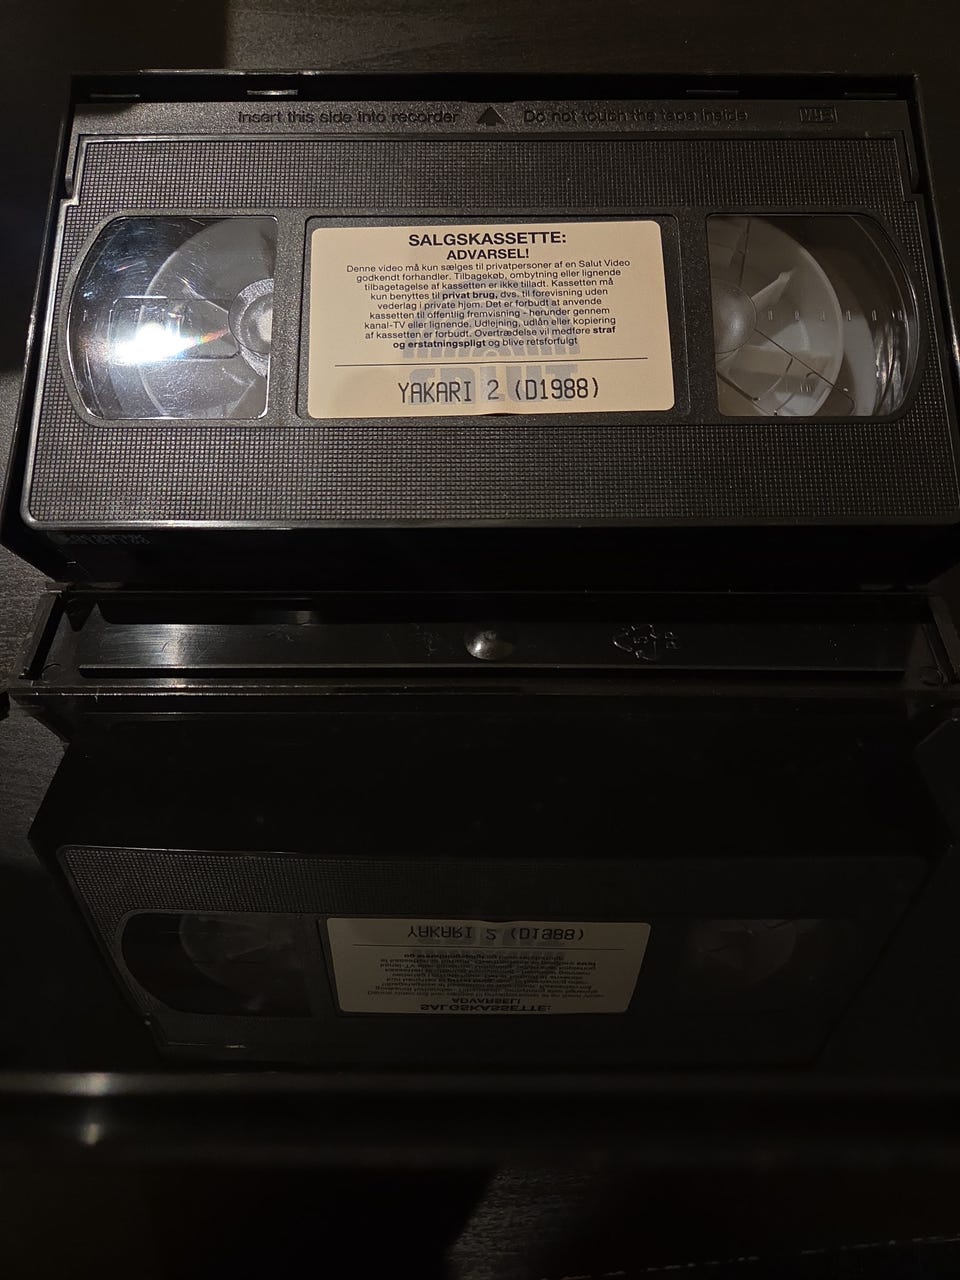 Insert this side into recorder Do not touch the tape inside VHS
SALGSKASSETTE:
ADVARSEL!
Denne video må kun sælges til privatpersoner af en Salut Video
godkendt forhandler. Tilbagekøb, ombytning eller lignende
tilbagetagelse af kassetten er ikke tilladt. Kassetten må
kun benyttes til privat brug, dvs. til forevisning uden
vederlag i private hjem. Det er forbudt at anvende
kassetten til offentlig fremvisning - herunder gennem
kanal-TV eller lignende. Udlejning, udlån eller kopiering
af kassetten er forbudt. Overtrædelse vil medføre straf
og erstatningspligt og blive retsforfulgt
SALUT
YAKARI 2 (D1988)